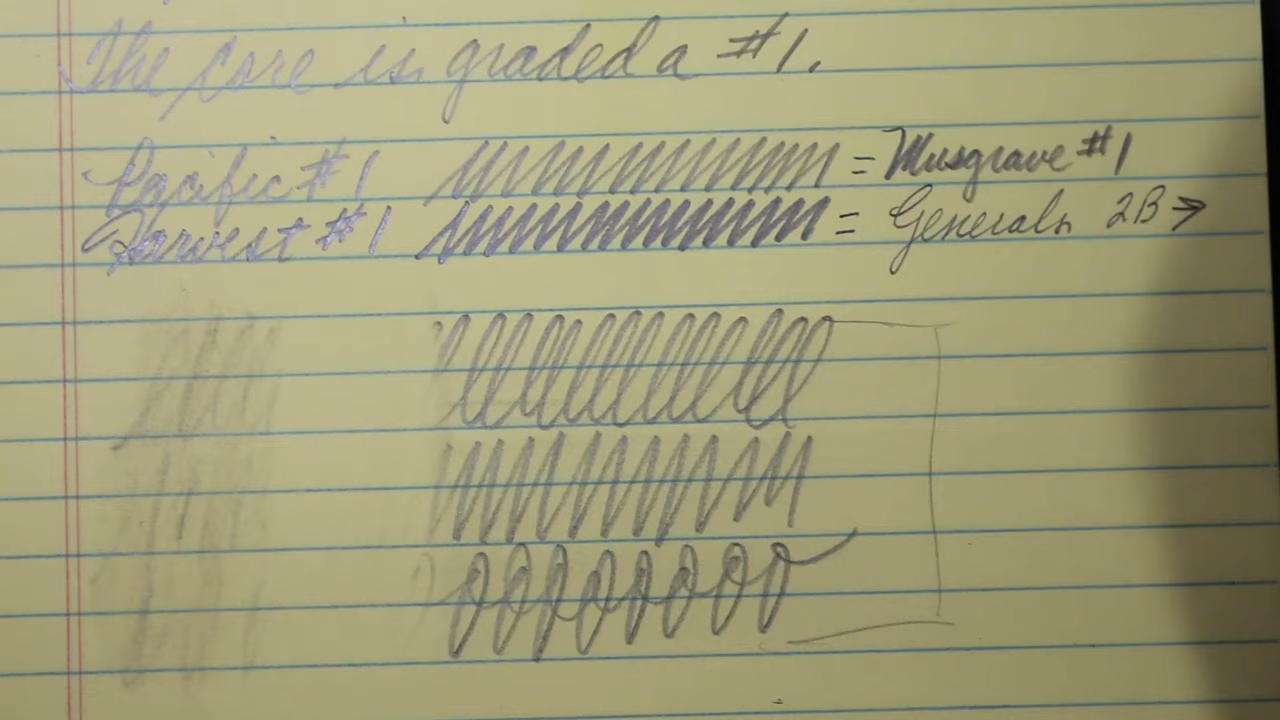 The core is graded a #1.
Pacific #1 = Musgrave #1
Harvest #1 = Generals 2B →